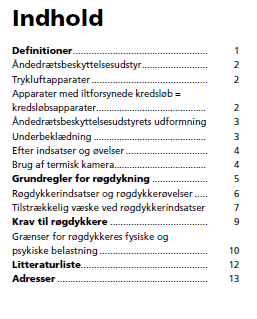 Indhold
Definitioner.................................................. 1
Åndedrætsbeskyttelsesudstyr........................ 2
Trykluftapparater ........................................... 2
Apparater med iltforsynede kredsløb =
kredsløbsapparater......................................... 2
Åndedrætsbeskyttelsesudstyrets udformning 3
Underbeklædning .......................................... 3
Efter indsatser og øvelser ............................... 4
Brug af termisk kamera.................................. 4
Grundregler for røgdykning .................... 5
Røgdykkerindsatser og røgdykkerøvelser ..... 6
Tilstrækkelig væske ved røgdykkerindsatser 7
Krav til røgdykkere .................................... 9
Grænser for røgdykkeres fysiske og
psykiske belastning ........................................ 10
Litteraturliste............................................... 12
Adresser ........................................................ 13